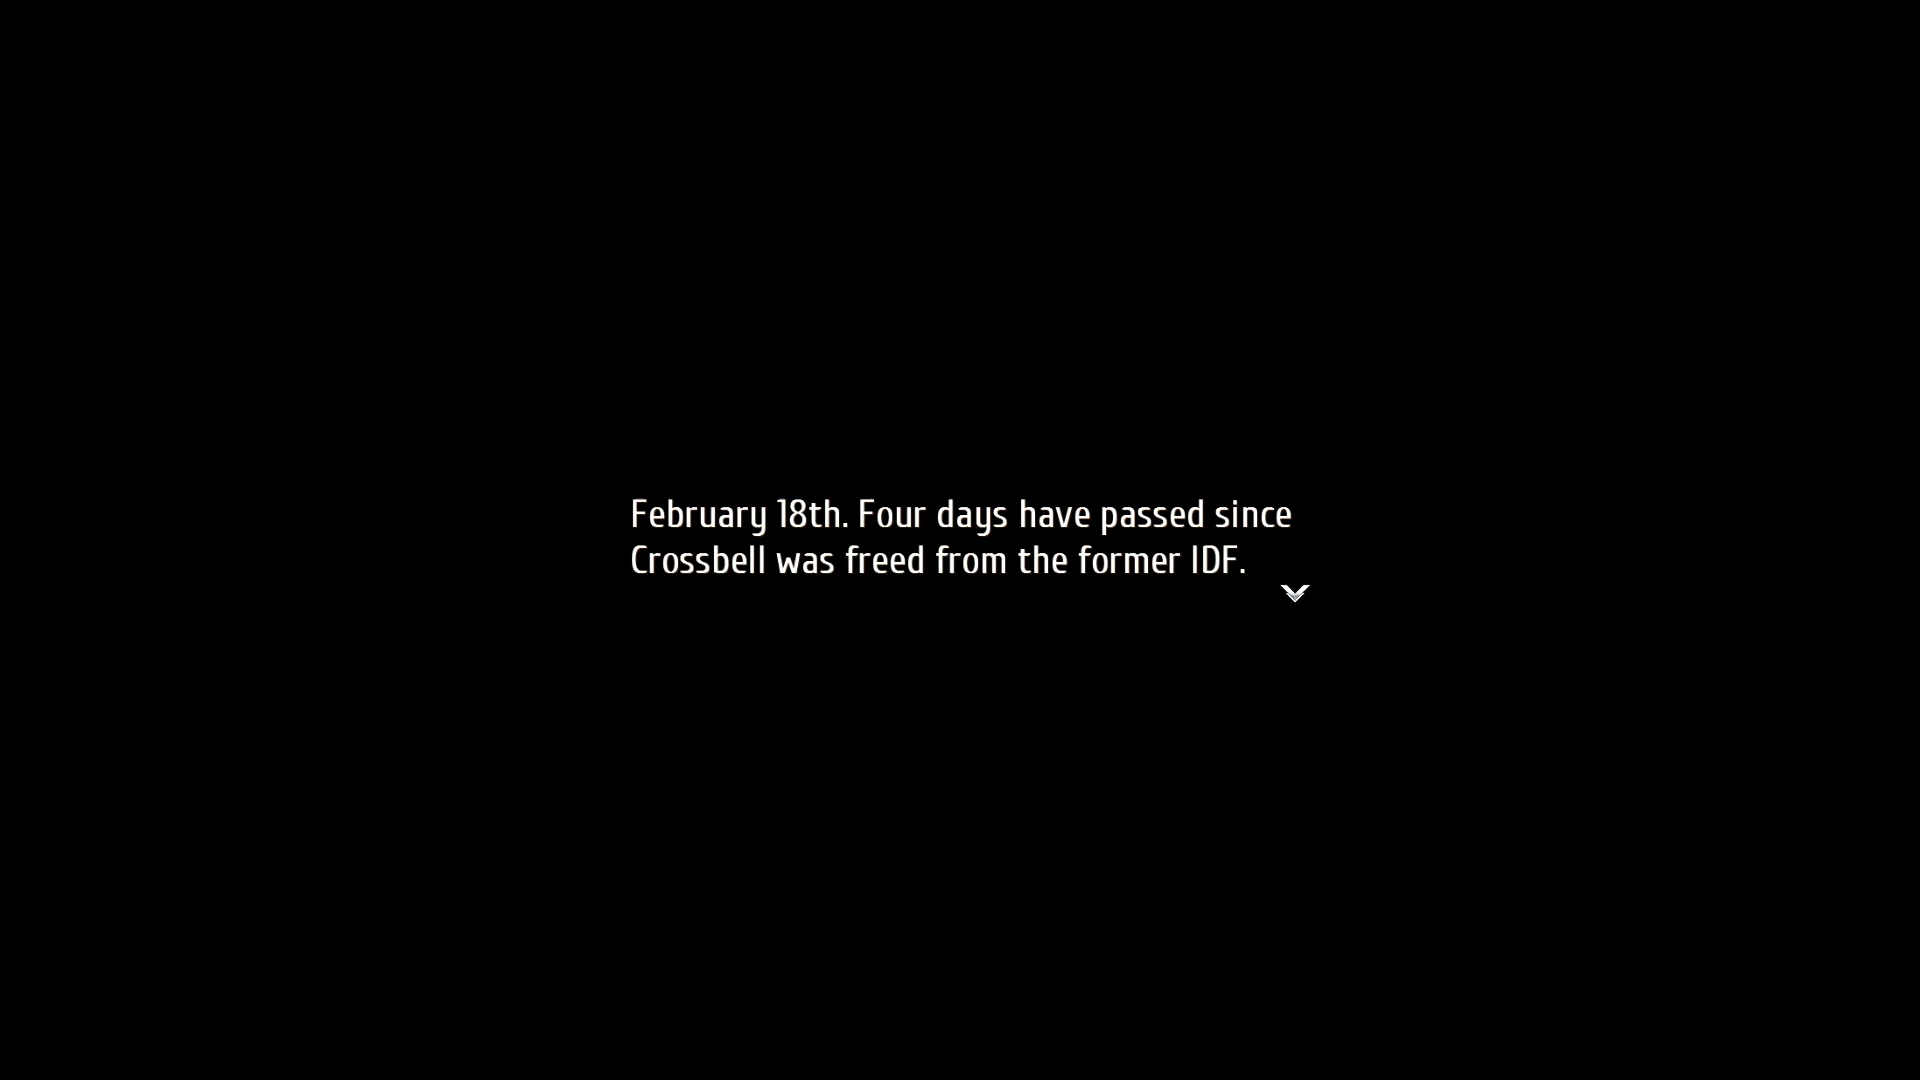 February 18th. Four days have passed since
Crossbell was freed from the former IDF.